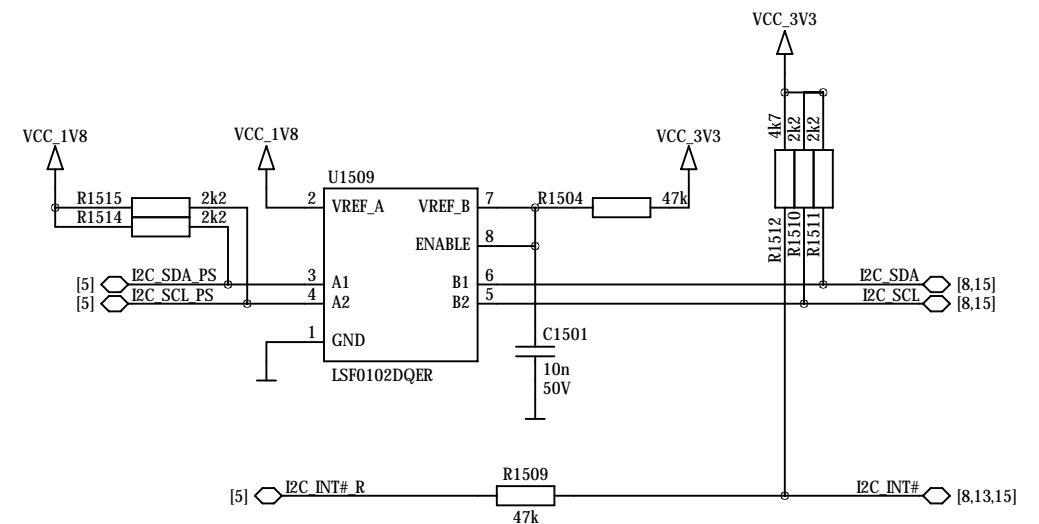 VCC_3V3
VCC_1V8
VCC_1V8
VCC_3V3
4k7
2k2
2k2
U1509
R1515
2k2
2
VREF_A
VREF_B
7
R1504
47k
R1514
2k2
ENABLE
8
R1512
R1510
R1511
[5]
I2C_SDA_PS
3
A1
B1
6
I2C_SDA
[8,15]
[5]
I2C_SCL_PS
4
A2
B2
5
I2C_SCL
[8,15]
1
GND
C1501
LSF0102DQER
10n
50V
R1509
[5]
I2C_INT#_R
I2C_INT#
[8,13,15]
47k